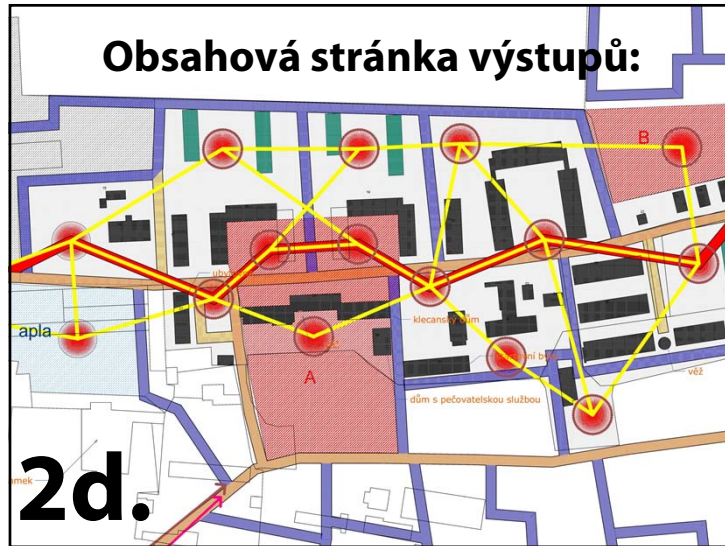 Obsahová stránka výstupů:
B
apla
klecanský dům
A
věž
dům s pečovatelskou službou
2d.